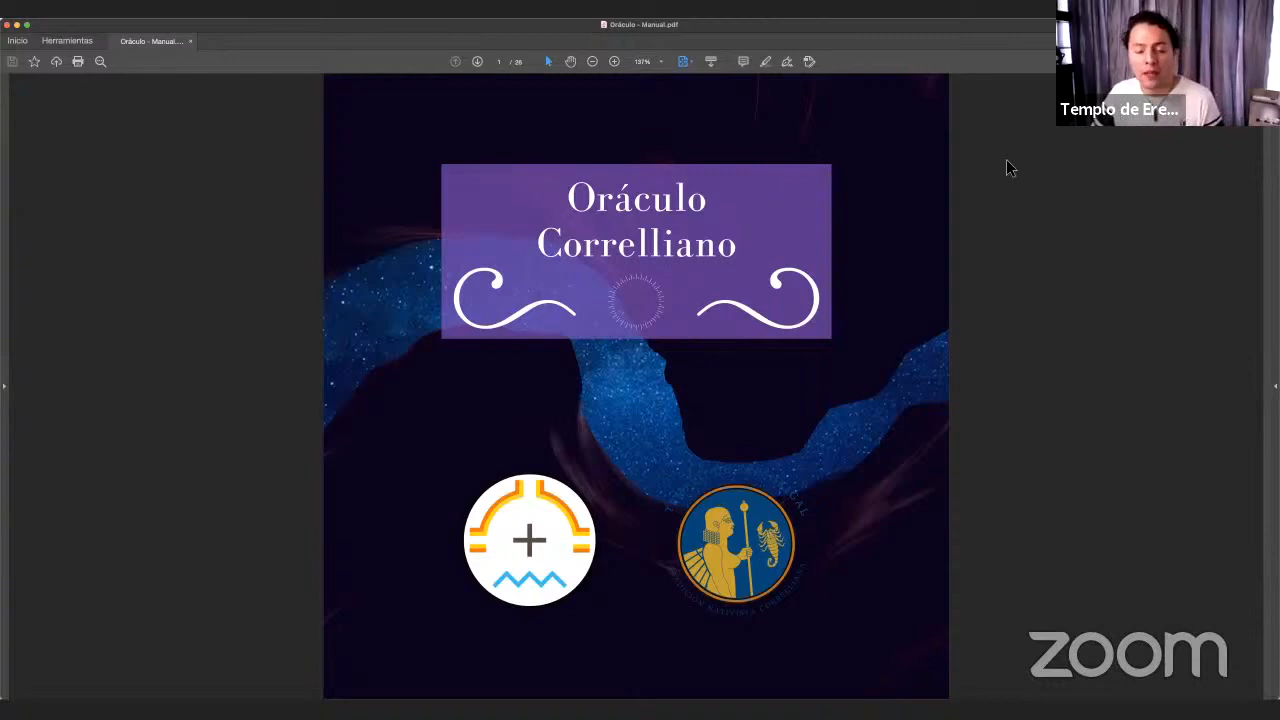 Oráculo - Manual.pdf
Inicio
Herramientas
Oráculo - Manual.... ×
1 / 26
137%
Templo de Ere...
Oráculo
Correlliano
zoom